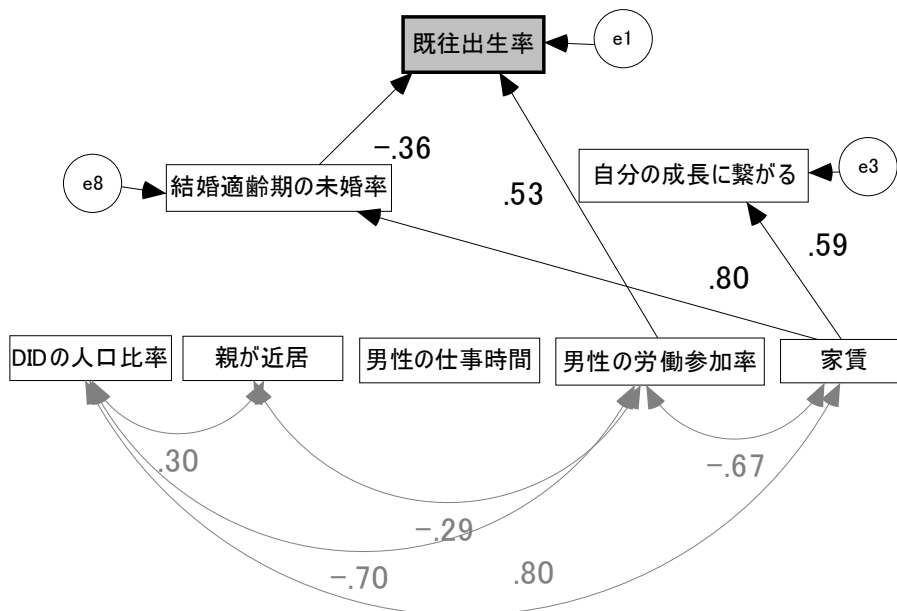 既往出生率
e1
-.36
e8
結婚適齢期の未婚率
自分の成長に繋がる
e3
.53
.59
.80
DIDの人口比率
親が近居
男性の仕事時間
男性の労働参加率
家賃
.30
-.67
-.29
-.70
.80